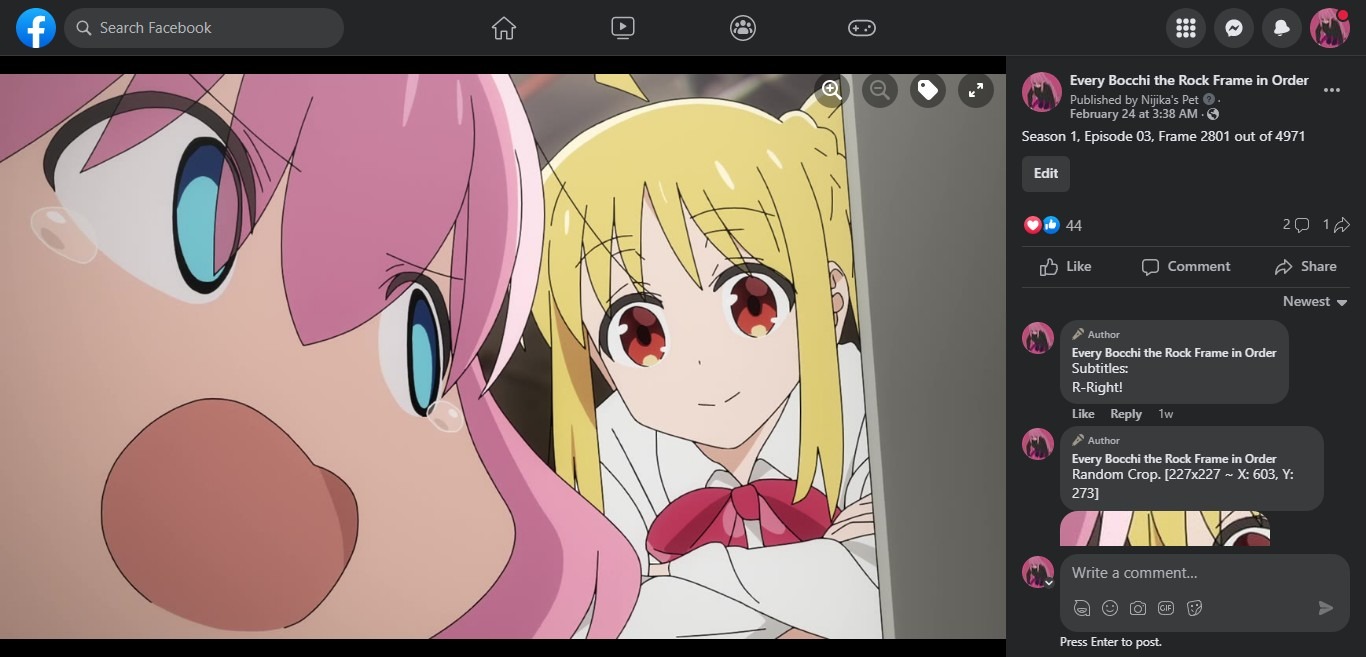 Search Facebook
Every Bocchi the Rock Frame in Order
Published by Nijika's Pet ·
February 24 at 3:38 AM ·
Season 1, Episode 03, Frame 2801 out of 4971
Edit
44
2
1
Like
Comment
Share
Newest
Author
Every Bocchi the Rock Frame in Order
Subtitles:
R-Right!
Like Reply 1w
Author
Every Bocchi the Rock Frame in Order
Random Crop. [227x227 ~ X: 603, Y:
273]
Write a comment...
GIF
Press Enter to post.